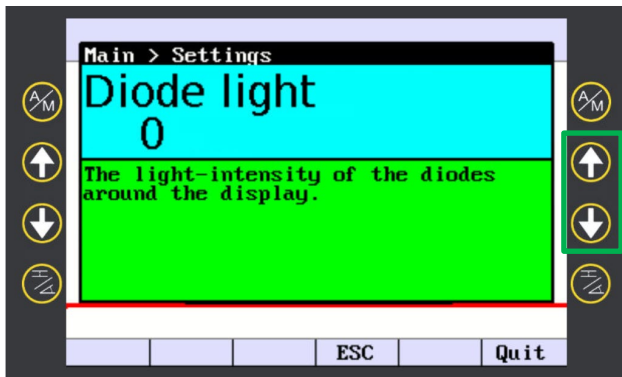 Main > Settings
Diode light
0
The light-intensity of the diodes
around the display.
A/M
A/M
H/A
H/A
ESC
Quit